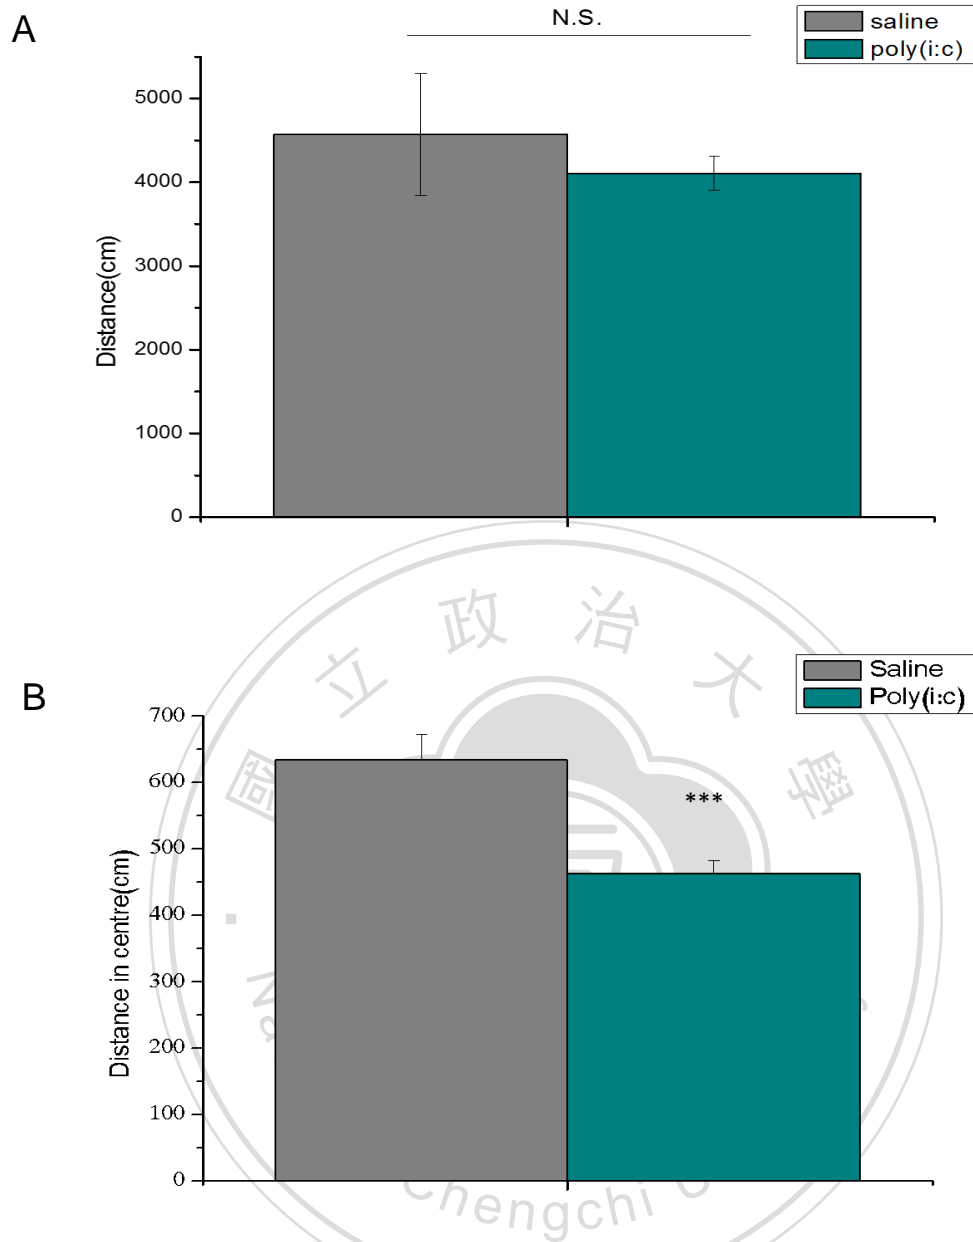 A
N.S.
saline
poly(i:c)
5000
4000
3000
2000
1000
0
Distance(cm)
B
Saline
Poly(i:c)
700
600
500
400
300
200
100
0
Distance in centre(cm)
***
立政治大學
Chengchi U